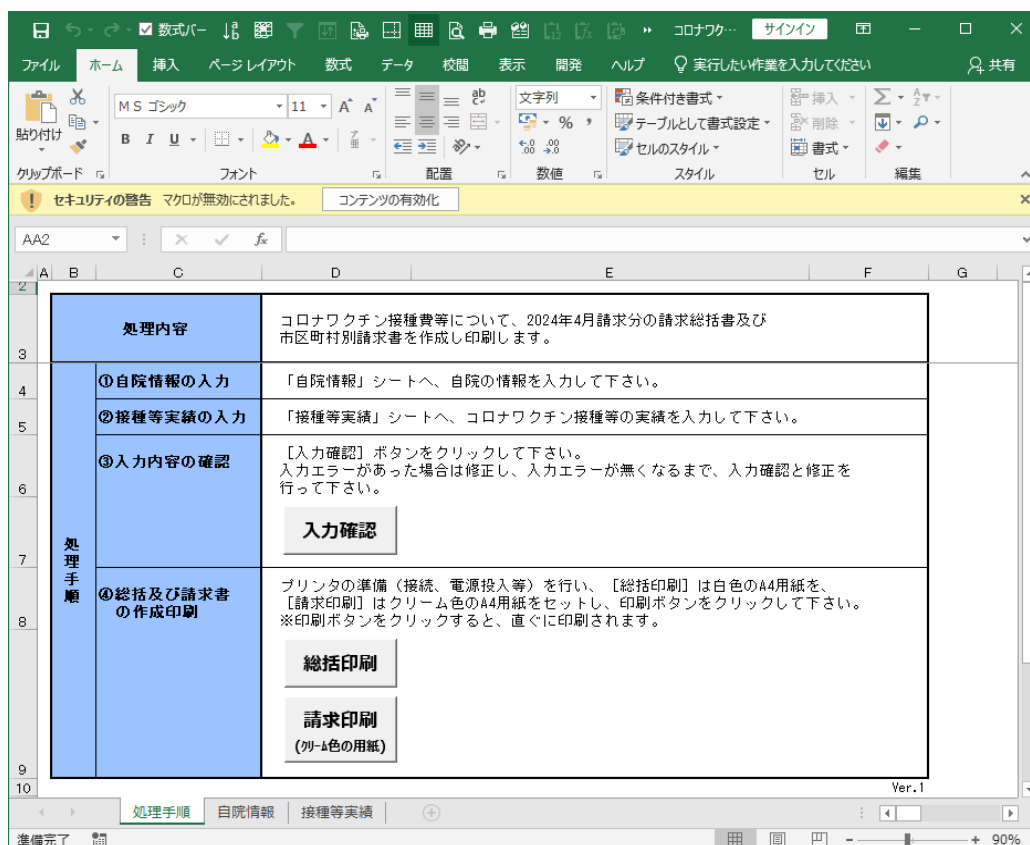 数式バー
コロナワク…
サインイン
ファイル ホーム 挿入 ページ レイアウト 数式 データ 校閲 表示 開発 ヘルプ 実行したい作業を入力してください 共有
貼り付け
ＭＳ ゴシック 11
文字列
条件付き書式
テーブルとして書式設定
セルのスタイル
挿入
削除
書式
クリップボード フォント 配置 数値 スタイル セル 編集
セキュリティの警告 マクロが無効にされました。 コンテンツの有効化
AA2 fx
A B C D E F G
2
3
処理内容
コロナワクチン接種費等について、2024年4月請求分の請求総括書及び
市区町村別請求書を作成し印刷します。
処理手順
4
①自院情報の入力
「自院情報」シートへ、自院の情報を入力して下さい。
5
②接種等実績の入力
「接種等実績」シートへ、コロナワクチン接種等の実績を入力して下さい。
6
③入力内容の確認
［入力確認］ボタンをクリックして下さい。
入力エラーがあった場合は修正し、入力エラーが無くなるまで、入力確認と修正を
行って下さい。
7
入力確認
8
④総括及び請求書
の作成印刷
プリンタの準備（接続、電源投入等）を行い、［総括印刷］は白色のA4用紙を、
［請求印刷］はクリーム色のA4用紙をセットし、印刷ボタンをクリックして下さい。
※印刷ボタンをクリックすると、直ぐに印刷されます。
9
総括印刷
請求印刷
(ｸﾘｰﾑ色の用紙)
10
Ver.1
処理手順 自院情報 接種等実績
準備完了
90%